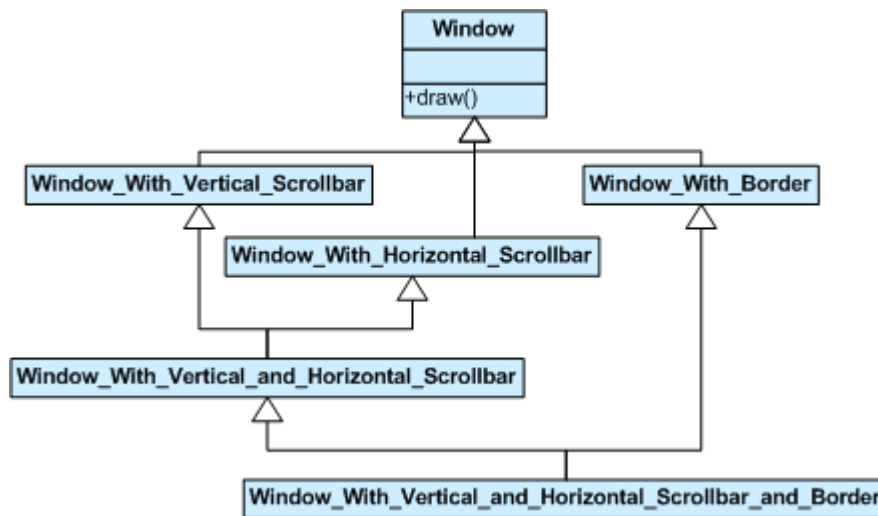 Window
+draw()
Window_With_Vertical_Scrollbar
Window_With_Border
Window_With_Horizontal_Scrollbar
Window_With_Vertical_and_Horizontal_Scrollbar
Window_With_Vertical_and_Horizontal_Scrollbar_and_Border